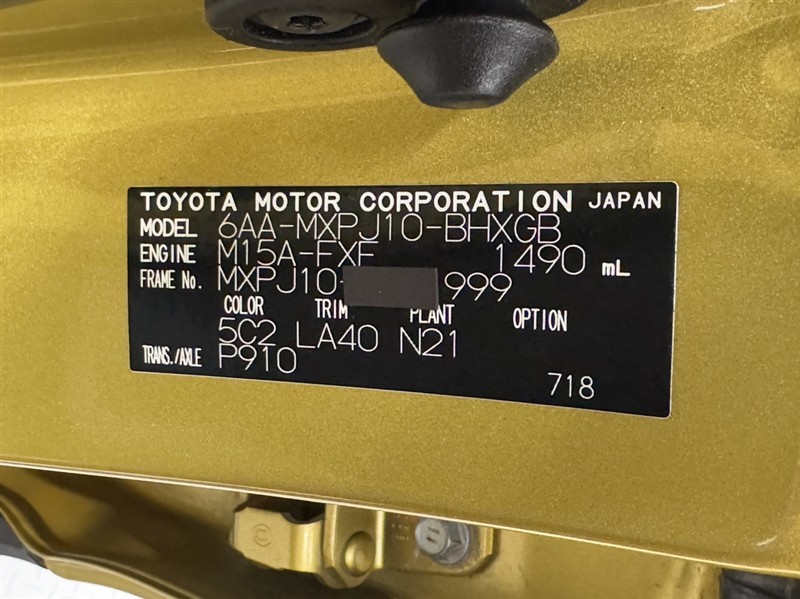 TOYOTA MOTOR CORPORATION JAPAN
MODEL 6AA-MXPJ10-BHXGB
ENGINE M15A-FXE 1490 mL
FRAME No. MXPJ10- 999
COLOR TRIM PLANT OPTION
5C2 LA40 N21
TRANS./AXLE P910
718